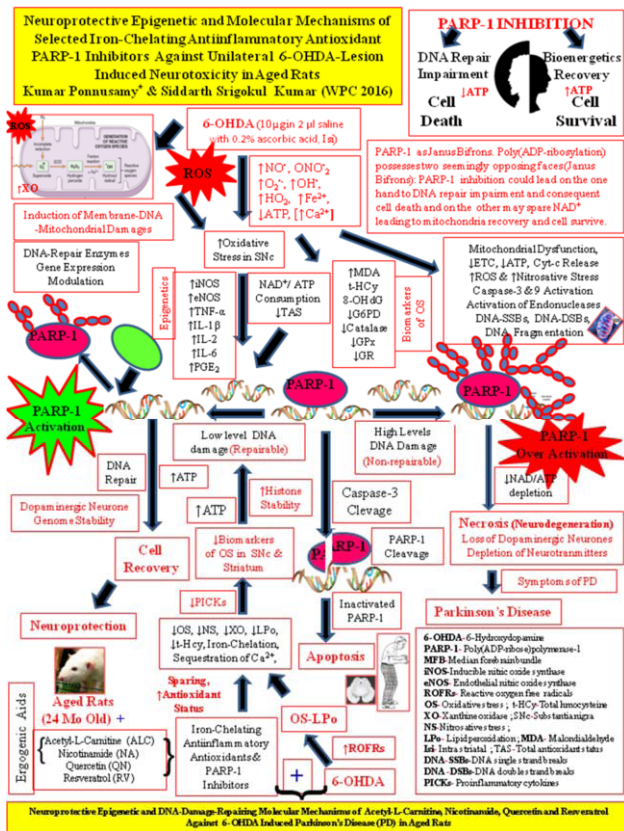 Neuroprotective Epigenetic and Molecular Mechanisms of
Selected Iron-Chelating Antiinflammatory Antioxidant
PARP-1 Inhibitors Against Unilateral 6-OHDA-Lesion
Induced Neurotoxicity in Aged Rats
Kumar Ponnusamy* & Siddarth Srigokul Kumar (WPC 2016)
PARP-1 INHIBITION
DNA Repair
Impairment
↓ATP
Cell
Death
Bioenergetics
Recovery
↑ATP
Cell
Survival
PARP-1 as Janus Bifrons. Poly(ADP-ribosylation)
possesses two seemingly opposing faces (Janus
Bifrons): PARP-1 inhibition could lead on the one
hand to DNA repair impairment and consequent
cell death and on the other may spare NAD⁺
leading to mitochondria recovery and cell survive.
ROS
↑XO
6-OHDA (10μg in 2 μl saline
with 0.2% ascorbic acid, Isi)
ROS
↑NO⁻, ONO⁻₂
↑O₂⁻, ↑OH⁻,
↑HO₂, ↑Fe²⁺,
↓ATP, [↑Ca²⁺]
Induction of Membrane-DNA
-Mitochondrial Damages
DNA-Repair Enzymes
Gene Expression
Modulation
↑Oxidative
Stress in SNc
Epigenetics
↑iNOS
↑eNOS
↑TNF-α
↑IL-1β
↑IL-2
↑IL-6
↑PGE₂
NAD⁺/ ATP
Consumption
↓TAS
↑MDA
t-HCy
8-OHdG
↓G6PD
↓Catalase
↓GPx
↓GR
Biomarkers
of OS
Mitochondrial Dysfunction,
↓ETC, ↓ATP, Cyt-c Release
↑ROS & ↑Nitrosative Stress
Caspase-3 & 9 Activation
Activation of Endonucleases
DNA-SSBs, DNA-DSBs,
DNA Fragmentation
PARP-1
PARP-1
PARP-1
PARP-1
Activation
PARP-1
Over Activation
Low level DNA
damage (Repairable)
High Levels
DNA Damage
(Non-repairable)
DNA
Repair
↑ATP
↓NAD/ATP
depletion
Dopaminergic Neurone
Genome Stability
↑ATP
↑Histone
Stability
Caspase-3
Clevage
Cell
Recovery
↓Biomarkers
of OS in SNc &
Striatum
PARP-1
PARP-1
Cleavage
Necrosis (Neurodegeneration)
Loss of Dopaminergic Neurones
Depletion of Neurotranmitters
Symptoms of PD
Inactivated
PARP-1
Parkinson's Disease
↓PICKs
Neuroprotection
↓OS, ↓NS, ↓XO, ↓LPo,
↓t-Hcy, Iron-Chelation,
Sequestration of Ca²⁺,
Apoptosis
Sparing,
↑Antioxidant
Status
Aged Rats
(24 Mo Old) +
OS-LPo
Ergogenic Aids
Acetyl-L-Carnitine (ALC)
Nicotinamide (NA)
Quercetin (QN)
Resveratrol (RV)
Iron-Chelating
Antiinflammatory
Antioxidants &
PARP-1
Inhibitors
↑ROFRs
+
6-OHDA
6-OHDA-6-Hydroxydopamine
PARP-1- Poly(ADP-ribose)polymerase-1
MFB-Median forebrain bundle
iNOS-Inducible nitric oxide synthase
eNOS- Endothelial nitric oxide synthase
ROFRs- Reactive oxygen free radicals
OS- Oxidative stress ; t-HCy-Total homocysteine
XO-Xanthine oxidase ; SNc-Substantia nigra
NS-Nitrosative stress ;
LPo- Lipid peroxidation ; MDA- Malondialdehyde
Isi- Intrastriatal ; TAS-Total antioxidant status
DNA-SSBs-DNA single strand breaks
DNA -DSBs-DNA doubles trand breaks
PICKs- Proinflammatory cytokines
Neuroprotective Epigenetic and DNA-Damage-Repairing Molecular Mechanisms of Acetyl-L-Carnitine, Nicotinamide, Quercetin and Resveratrol
Against 6-OHDA Induced Parkinson's Disease (PD) in Aged Rats